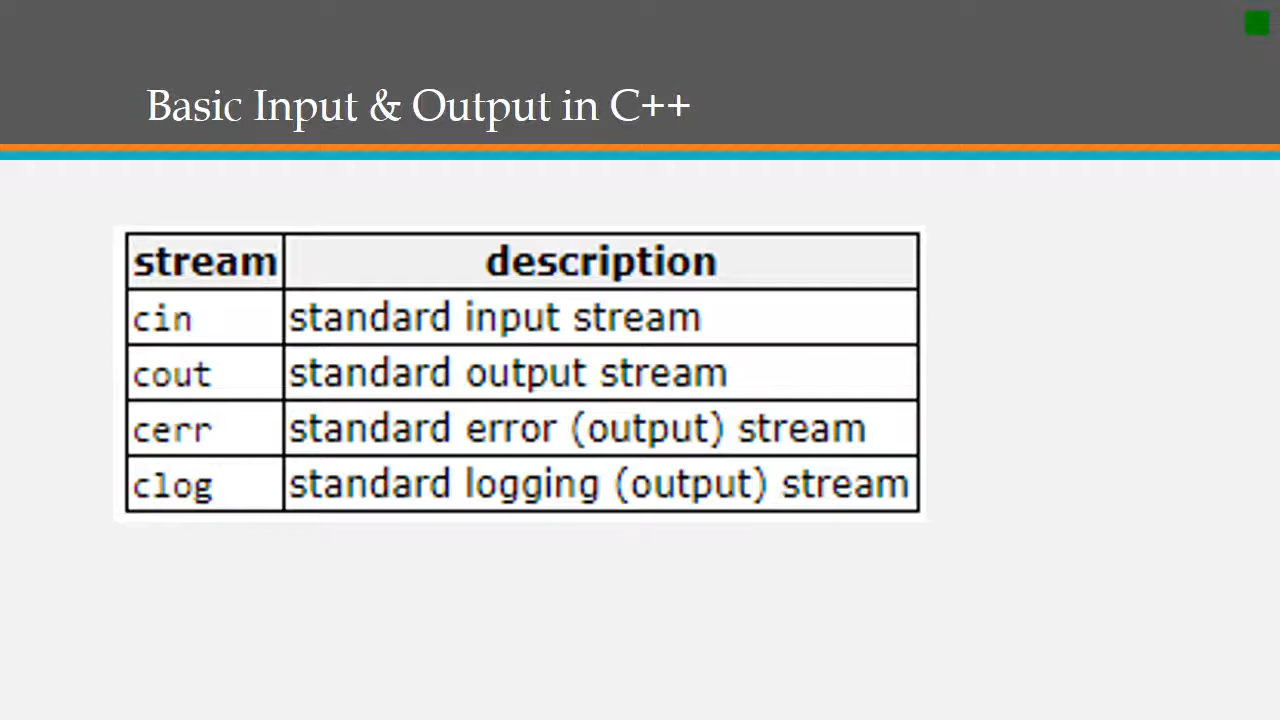 Basic Input & Output in C++
stream description
cin standard input stream
cout standard output stream
cerr standard error (output) stream
clog standard logging (output) stream